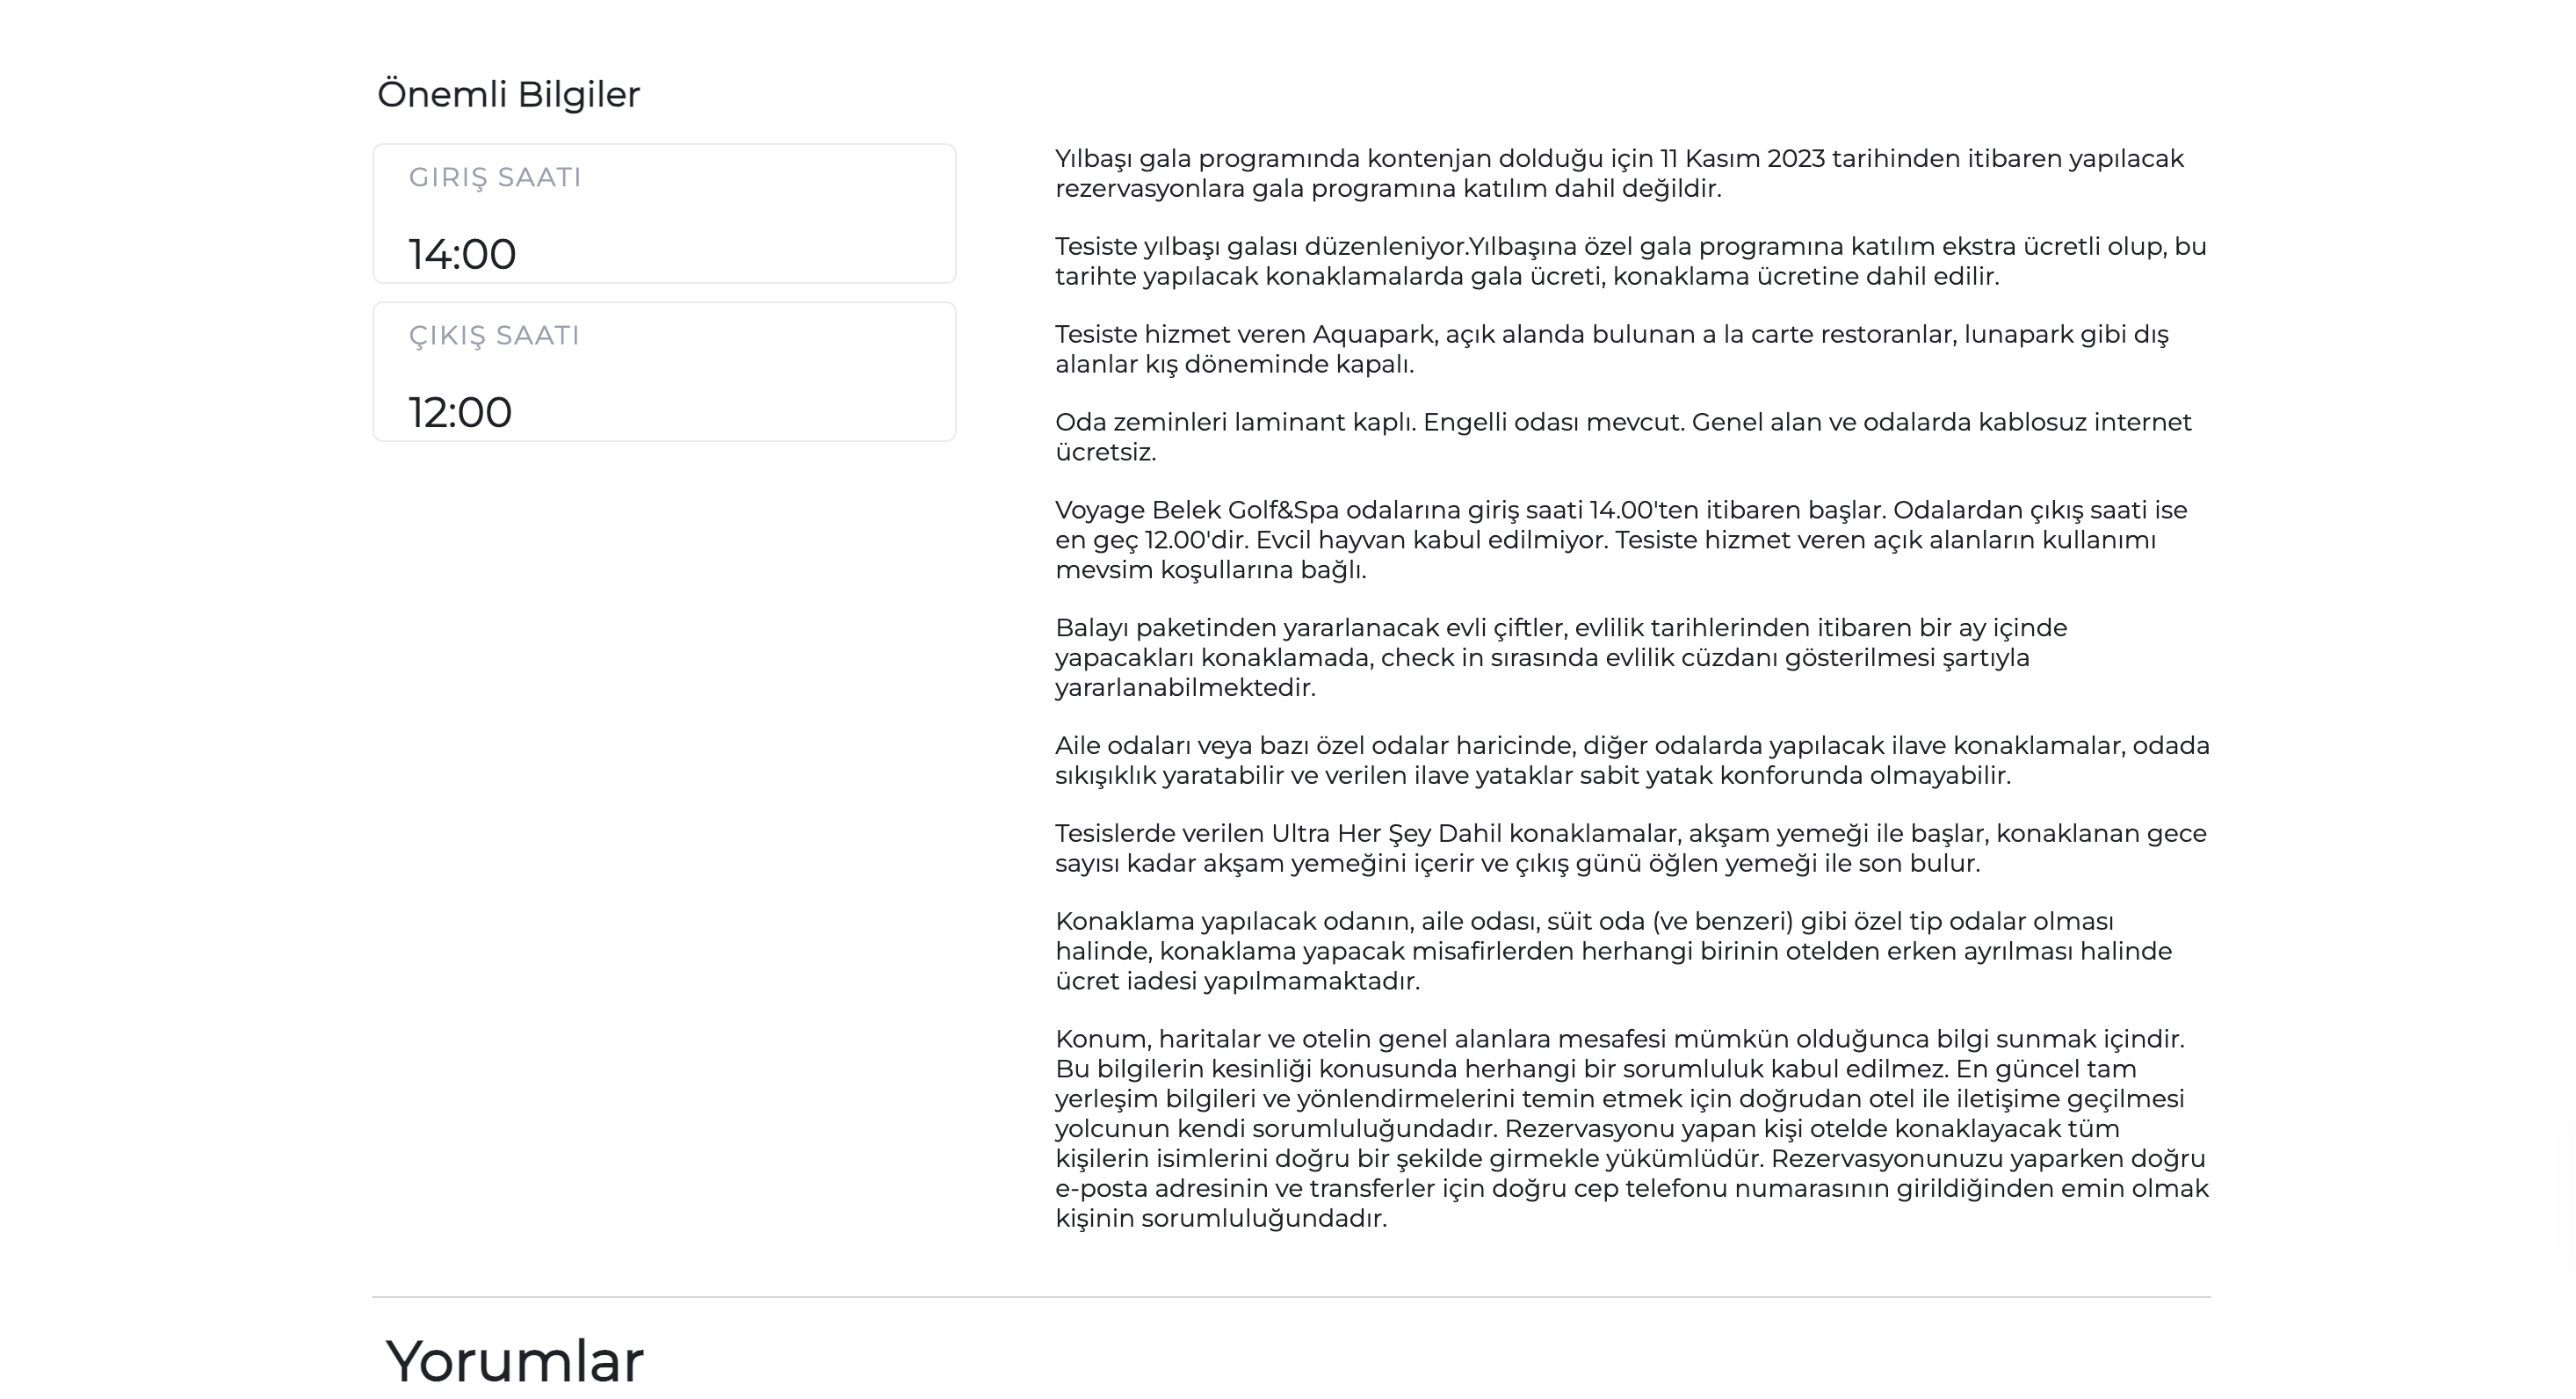 Önemli Bilgiler
GIRIŞ SAATI
14:00
ÇIKIŞ SAATI
12:00
Yılbaşı gala programında kontenjan dolduğu için 11 Kasım 2023 tarihinden itibaren yapılacak
rezervasyonlara gala programına katılım dahil değildir.
Tesiste yılbaşı galası düzenleniyor.Yılbaşına özel gala programına katılım ekstra ücretli olup, bu
tarihte yapılacak konaklamalarda gala ücreti, konaklama ücretine dahil edilir.
Tesiste hizmet veren Aquapark, açık alanda bulunan a la carte restoranlar, lunapark gibi dış
alanlar kış döneminde kapalı.
Oda zeminleri laminant kaplı. Engelli odası mevcut. Genel alan ve odalarda kablosuz internet
ücretsiz.
Voyage Belek Golf&Spa odalarına giriş saati 14.00'ten itibaren başlar. Odalardan çıkış saati ise
en geç 12.00'dir. Evcil hayvan kabul edilmiyor. Tesiste hizmet veren açık alanların kullanımı
mevsim koşullarına bağlı.
Balayı paketinden yararlanacak evli çiftler, evlilik tarihlerinden itibaren bir ay içinde
yapacakları konaklamada, check in sırasında evlilik cüzdanı gösterilmesi şartıyla
yararlanabilmektedir.
Aile odaları veya bazı özel odalar haricinde, diğer odalarda yapılacak ilave konaklamalar, odada
sıkışıklık yaratabilir ve verilen ilave yataklar sabit yatak konforunda olmayabilir.
Tesislerde verilen Ultra Her Şey Dahil konaklamalar, akşam yemeği ile başlar, konaklanan gece
sayısı kadar akşam yemeğini içerir ve çıkış günü öğlen yemeği ile son bulur.
Konaklama yapılacak odanın, aile odası, süit oda (ve benzeri) gibi özel tip odalar olması
halinde, konaklama yapacak misafirlerden herhangi birinin otelden erken ayrılması halinde
ücret iadesi yapılmamaktadır.
Konum, haritalar ve otelin genel alanlara mesafesi mümkün olduğunca bilgi sunmak içindir.
Bu bilgilerin kesinliği konusunda herhangi bir sorumluluk kabul edilmez. En güncel tam
yerleşim bilgileri ve yönlendirmelerini temin etmek için doğrudan otel ile iletişime geçilmesi
yolcunun kendi sorumluluğundadır. Rezervasyonu yapan kişi otelde konaklayacak tüm
kişilerin isimlerini doğru bir şekilde girmekle yükümlüdür. Rezervasyonunuzu yaparken doğru
e-posta adresinin ve transferler için doğru cep telefonu numarasının girildiğinden emin olmak
kişinin sorumluluğundadır.
Yorumlar